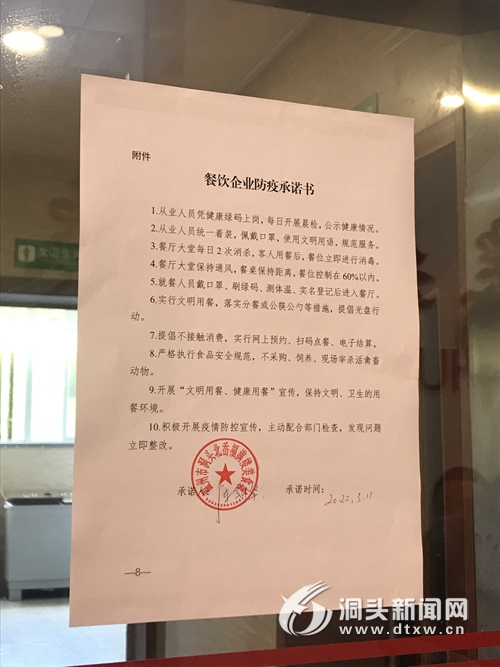 附件
餐饮企业防疫承诺书
1.从业人员凭健康绿码上岗，每日开展晨检，公示健康情况。
2.从业人员统一着装，佩戴口罩，使用文明用语，规范服务。
3.餐厅大堂每日2次消杀，客人用餐后，餐位立即进行消毒。
4.餐厅大堂保持通风，餐桌保持距离，餐位控制在60%以内。
5.就餐人员戴口罩、刷绿码、测体温、实名登记后进入餐厅。
6.实行文明用餐，落实分餐或公筷公勺等措施，提倡光盘行
动。
7.提倡不接触消费，实行网上预约、扫码点餐、电子结算。
8.严格执行食品安全规范，不采购、饲养、现场宰杀活禽畜
动物。
9.开展“文明用餐、健康用餐”宣传，保持文明、卫生的用
餐环境。
10.积极开展疫情防控宣传，主动配合部门检查，发现问题
立即整改。
承诺人： 承诺时间：2020.3.11
温州市洞头北岙
—8—
女卫生间
洞头新闻网
www.dtxw.cn